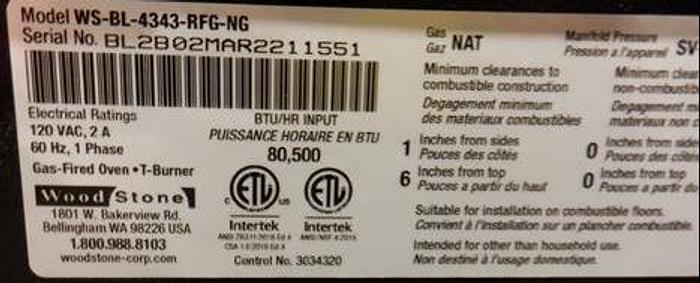 Model WS-BL-4343-RFG-NG
Serial No. BL2B02MAR2211551
Electrical Ratings
120 VAC, 2 A
60 Hz, 1 Phase
BTU/HR INPUT
PUISSANCE HORAIRE EN BTU
80,500
Gas-Fired Oven • T-Burner
Wood Stone
1801 W. Bakerview Rd.
Bellingham WA 98226 USA
1.800.988.8103
woodstone-corp.com
C ETL US
Intertek
ETL
Intertek
Control No. 3034320
Gas
Gaz NAT
Manifold Pressure
Pression a l'appareil SV
Minimum clearances to
combustible construction
Degagement minimum
des materiaux combustibles
1 Inches from sides
Pouces des côtés
6 Inches from top
Pouces a partir du haut
Minimum
non-combustib
Degagement
materiaux non
0 Inches from sides
Pouces des côté
0 Inches from top
Pouces a partir
Suitable for installation on combustible floors.
Convient à l'installation sur un plancher combustible.
Intended for other than household use.
Non destiné à l'usage domestique.